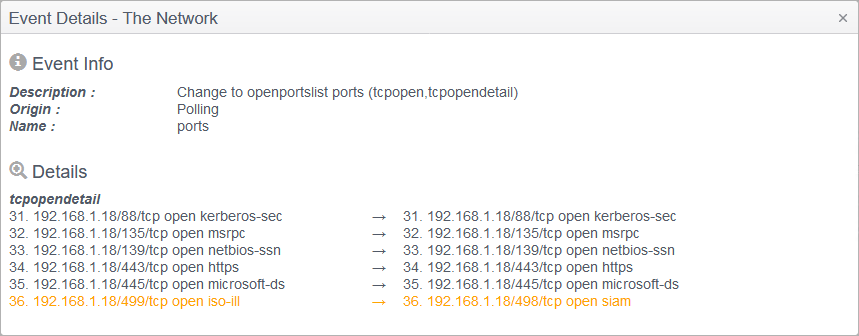 Event Details - The Network ×
Event Info
Description : Change to openportslist ports (tcpopen,tcpopendetail)
Origin : Polling
Name : ports
Details
tcpopendetail
31. 192.168.1.18/88/tcp open kerberos-sec → 31. 192.168.1.18/88/tcp open kerberos-sec
32. 192.168.1.18/135/tcp open msrpc → 32. 192.168.1.18/135/tcp open msrpc
33. 192.168.1.18/139/tcp open netbios-ssn → 33. 192.168.1.18/139/tcp open netbios-ssn
34. 192.168.1.18/443/tcp open https → 34. 192.168.1.18/443/tcp open https
35. 192.168.1.18/445/tcp open microsoft-ds → 35. 192.168.1.18/445/tcp open microsoft-ds
36. 192.168.1.18/499/tcp open iso-ill → 36. 192.168.1.18/498/tcp open siam